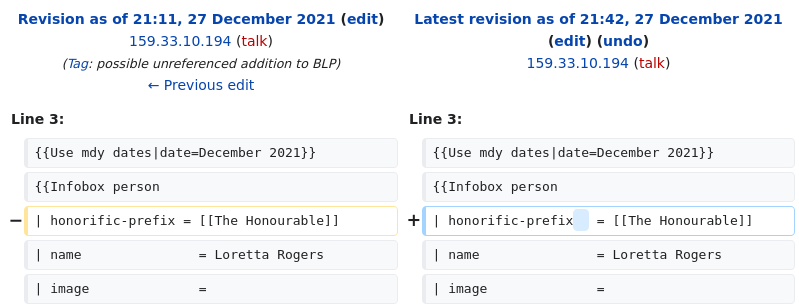 Revision as of 21:11, 27 December 2021 (edit)
159.33.10.194 (talk)
(Tag: possible unreferenced addition to BLP)
← Previous edit
Line 3:
{{Use mdy dates|date=December 2021}}
{{Infobox person
− | honorific-prefix = [[The Honourable]]
| name               = Loretta Rogers
| image              =
Latest revision as of 21:42, 27 December 2021
(edit) (undo)
159.33.10.194 (talk)
Line 3:
{{Use mdy dates|date=December 2021}}
{{Infobox person
+ | honorific-prefix   = [[The Honourable]]
| name               = Loretta Rogers
| image              =